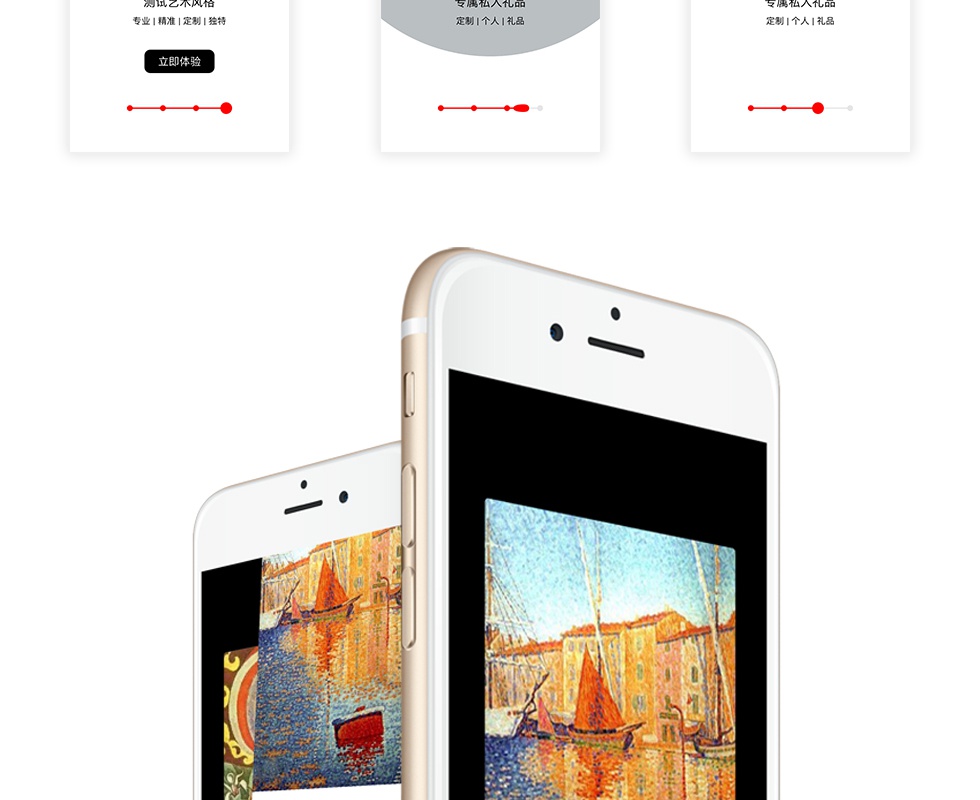 测试艺术风格
专业 | 精准 | 定制 | 独特
立即体验
专属私人礼品
定制 | 个人 | 礼品
专属私人礼品
定制 | 个人 | 礼品